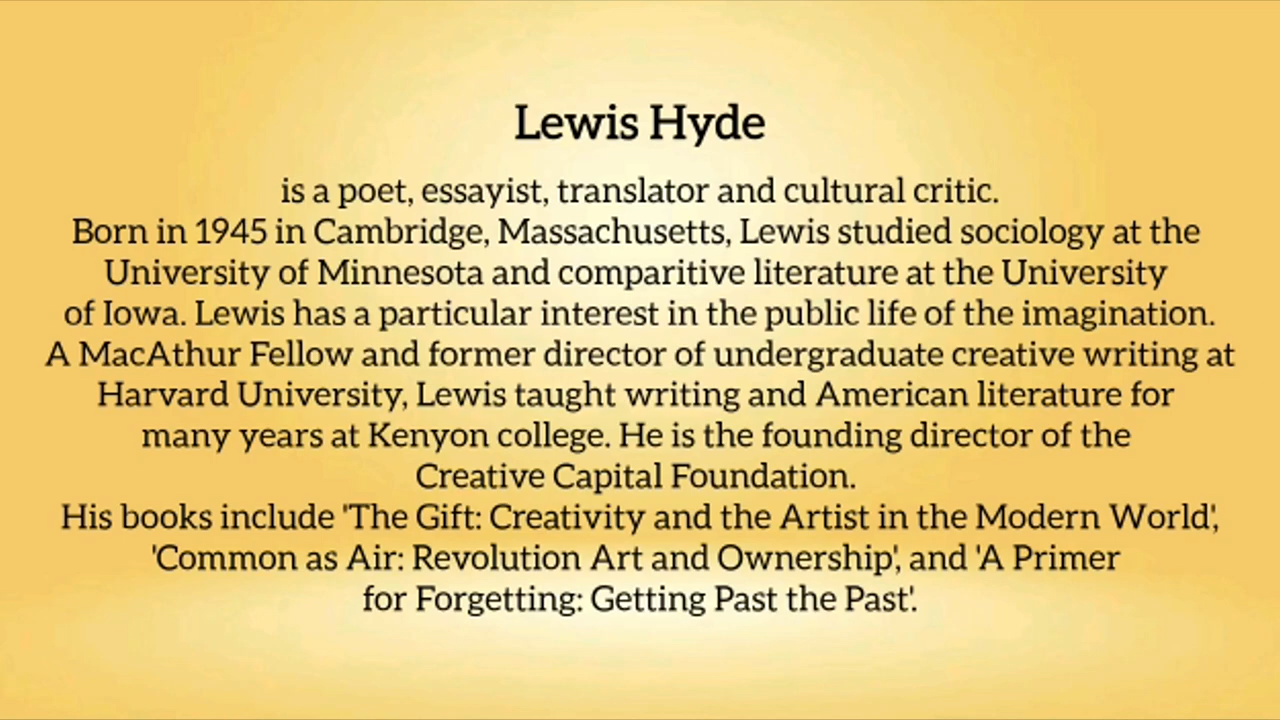 Lewis Hyde
is a poet, essayist, translator and cultural critic.
Born in 1945 in Cambridge, Massachusetts, Lewis studied sociology at the
University of Minnesota and comparitive literature at the University
of Iowa. Lewis has a particular interest in the public life of the imagination.
A MacAthur Fellow and former director of undergraduate creative writing at
Harvard University, Lewis taught writing and American literature for
many years at Kenyon college. He is the founding director of the
Creative Capital Foundation.
His books include 'The Gift: Creativity and the Artist in the Modern World',
'Common as Air: Revolution Art and Ownership', and 'A Primer
for Forgetting: Getting Past the Past'.